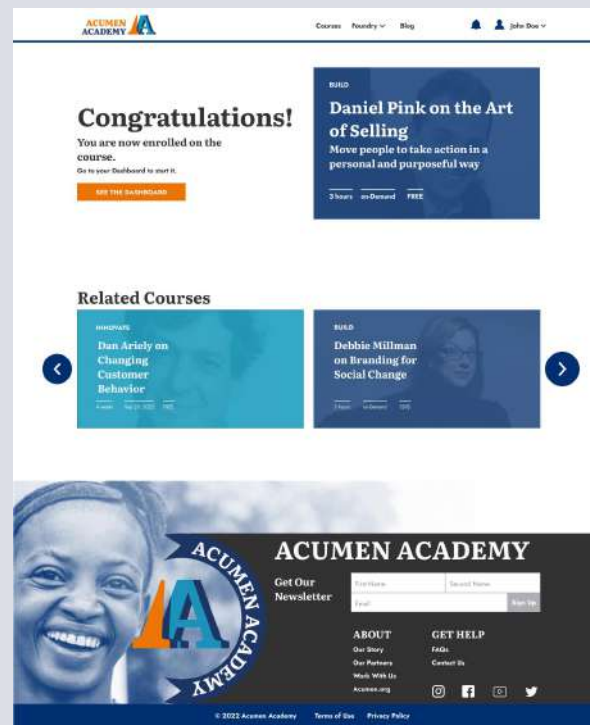 ACUMEN
ACADEMY
Courses Foundry Blog John Doe
Congratulations!
You are now enrolled on the
course.
Go to your Dashboard to start it.
SEE THE DASHBOARD
BUILD
Daniel Pink on the Art
of Selling
Move people to take action in a
personal and purposeful way
3 hours on-Demand FREE
Related Courses
INNOVATE
Dan Ariely on
Changing
Customer
Behavior
FREE
BUILD
Debbie Millman
on Branding for
Social Change
on-Demand
ACUMEN ACADEMY
ACUMEN ACADEMY
Get Our
Newsletter
First Name Second Name
Email Sign Up
ABOUT
Our Story
Our Partners
Work With Us
Acumen.org
GET HELP
FAQs
Contact Us
© 2022 Acumen Academy Terms of Use Privacy Policy